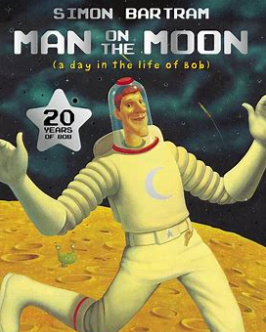 SIMON BARTRAM
MAN ON THE MOON
(a day in the life of Bob)
20
YEARS
OF BOB